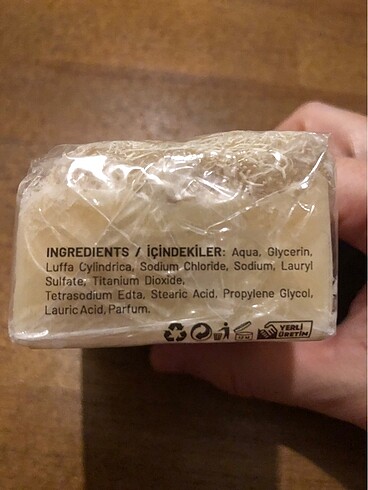 INGREDIENTS / İÇİNDEKİLER: Aqua, Glycerin,
Luffa Cylindrica, Sodium Chloride, Sodium, Lauryl
Sulfate, Titanium Dioxide,
Tetrasodium Edta, Stearic Acid, Propylene Glycol,
Lauric Acid, Parfum.
YERLİ
ÜRETİM